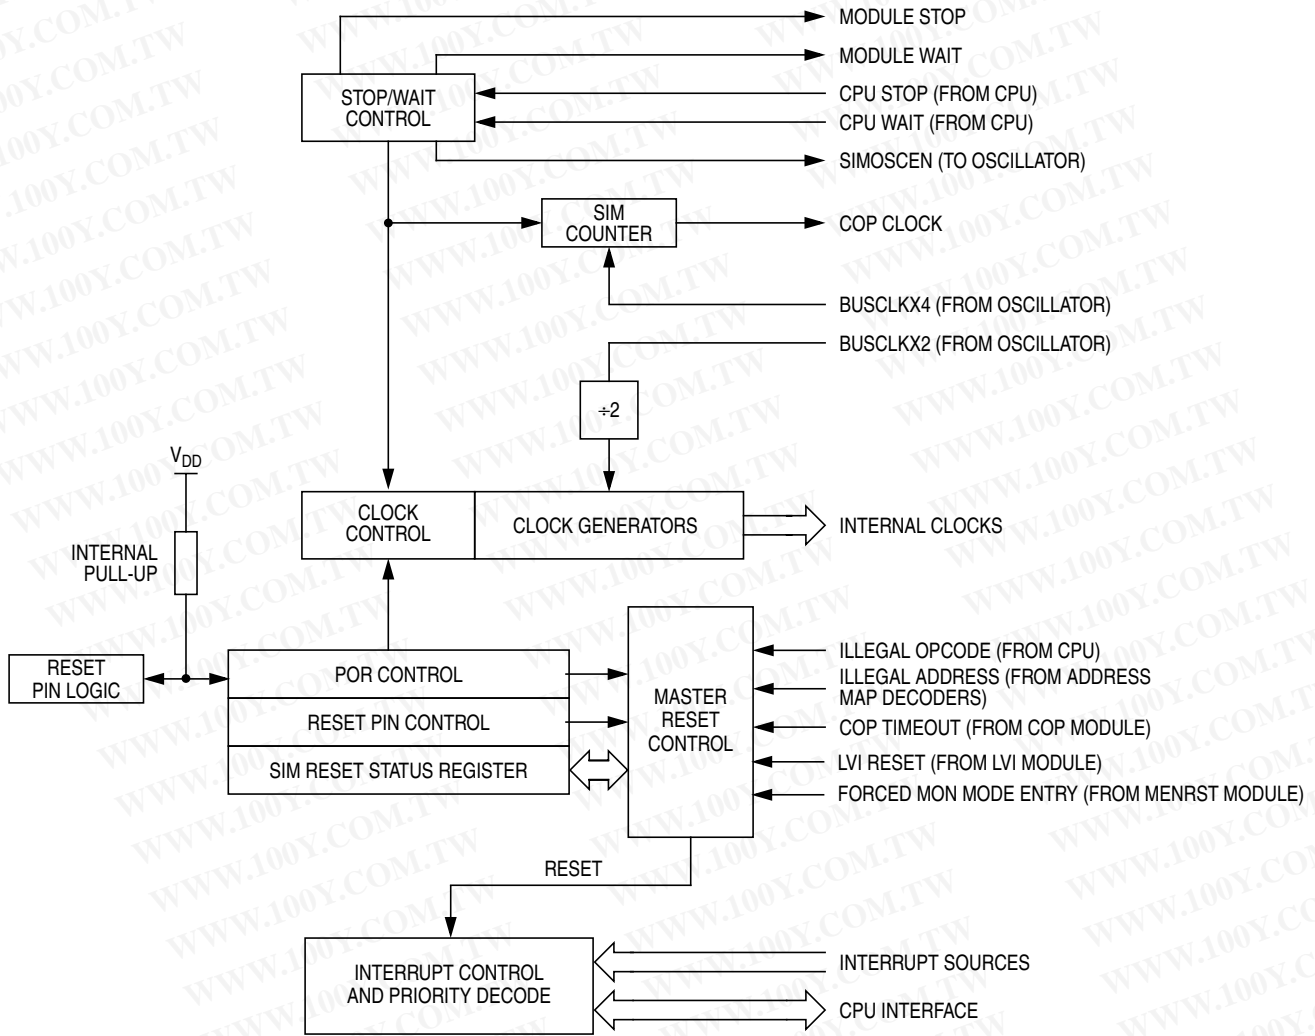 MODULE STOP
MODULE WAIT
STOP/WAIT
CONTROL
CPU STOP (FROM CPU)
CPU WAIT (FROM CPU)
SIMOSCEN (TO OSCILLATOR)
SIM
COUNTER
COP CLOCK
BUSCLKX4 (FROM OSCILLATOR)
BUSCLKX2 (FROM OSCILLATOR)
÷2
VDD
INTERNAL
PULL-UP
CLOCK
CONTROL
CLOCK GENERATORS
INTERNAL CLOCKS
RESET
PIN LOGIC
POR CONTROL
RESET PIN CONTROL
SIM RESET STATUS REGISTER
MASTER
RESET
CONTROL
ILLEGAL OPCODE (FROM CPU)
ILLEGAL ADDRESS (FROM ADDRESS
MAP DECODERS)
COP TIMEOUT (FROM COP MODULE)
LVI RESET (FROM LVI MODULE)
FORCED MON MODE ENTRY (FROM MENRST MODULE)
RESET
INTERRUPT CONTROL
AND PRIORITY DECODE
INTERRUPT SOURCES
CPU INTERFACE
WWW.100Y.COM.TW